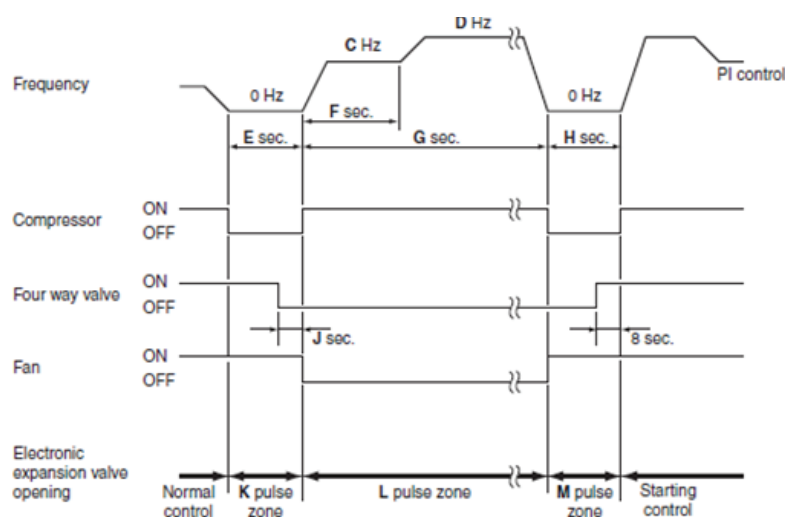 D Hz
C Hz
PI control
Frequency
0 Hz
0 Hz
F sec.
E sec.
G sec.
H sec.
ON
Compressor
OFF
ON
Four way valve
OFF
J sec.
8 sec.
ON
Fan
OFF
Electronic
expansion valve
opening
Normal
control
K pulse
zone
L pulse zone
M pulse
zone
Starting
control